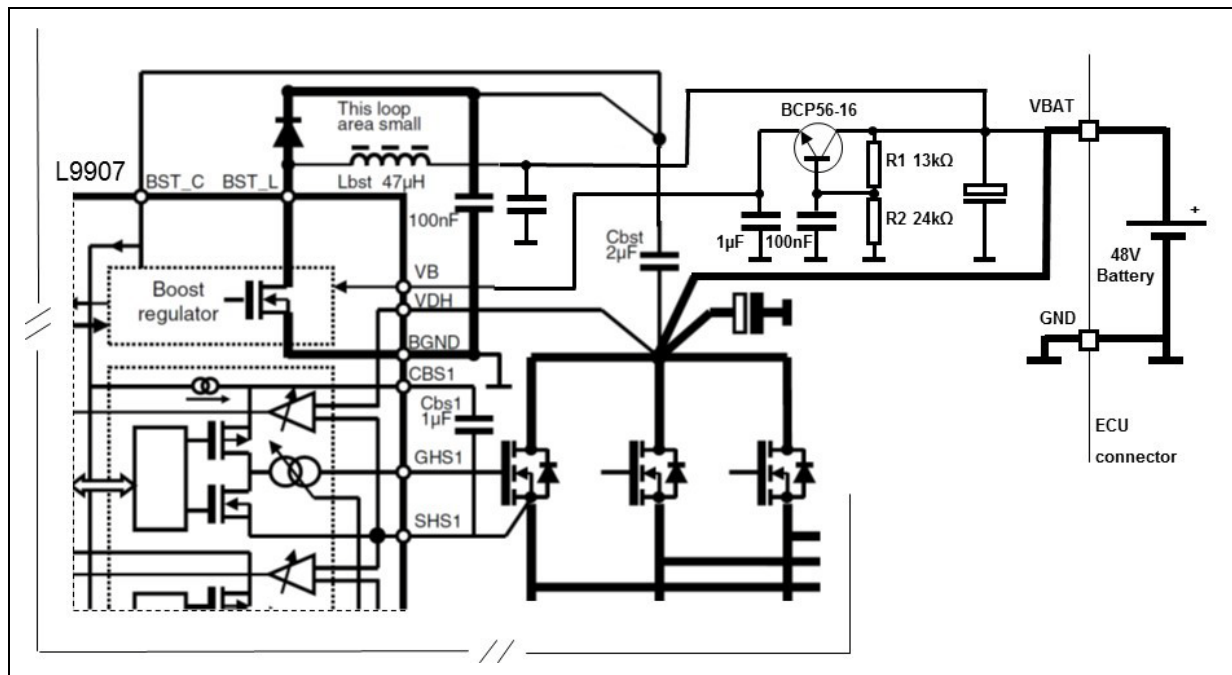 This loop
area small
BCP56-16
VBAT
L9907
BST_C
BST_L
Lbst 47µH
R1 13kΩ
100nF
R2 24kΩ
1µF
100nF
Cbst
2µF
+
48V
Battery
VB
VDH
Boost
regulator
BGND
GND
CBS1
Cbs1
1µF
ECU
connector
GHS1
SHS1